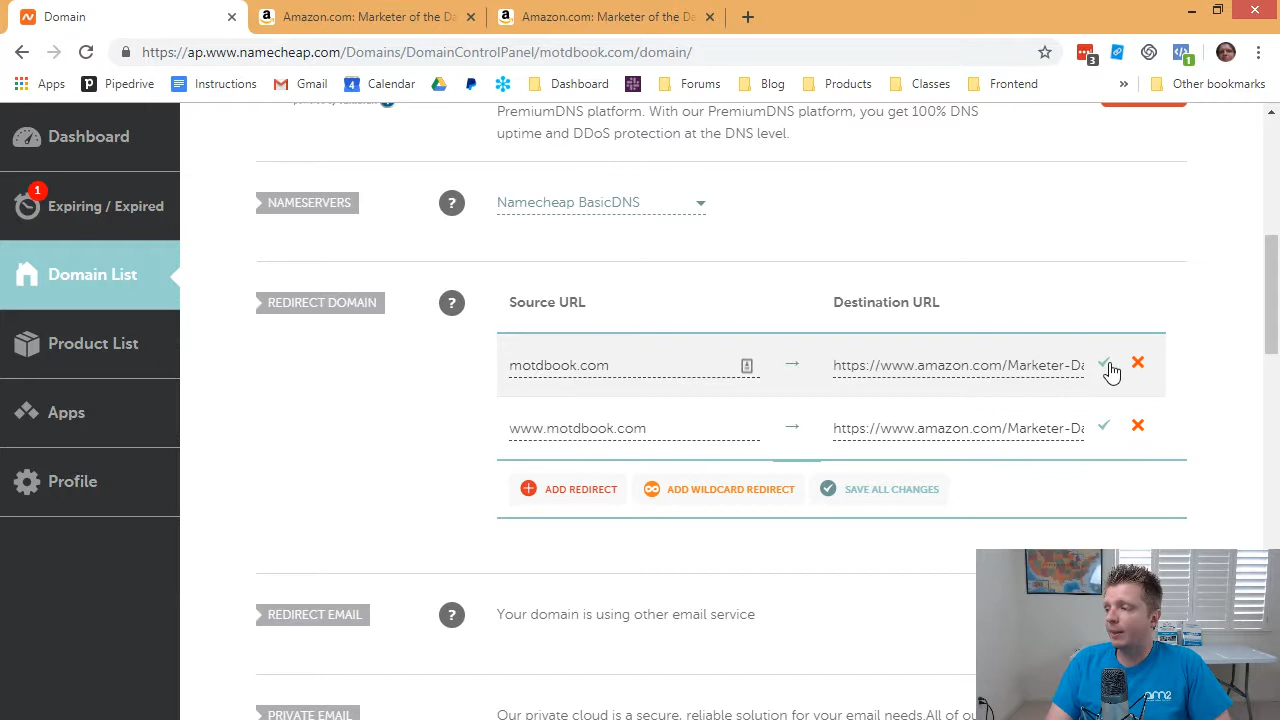 Domain
Amazon.com: Marketer of the Da
Amazon.com: Marketer of the Da
https://ap.www.namecheap.com/Domains/DomainControlPanel/motdbook.com/domain/
3
1
Apps
Pipedrive
Instructions
Gmail
4
Calendar
Dashboard
Forums
Blog
Products
Classes
Frontend
»
Other bookmarks
PremiumDNS platform. With our PremiumDNS platform, you get 100% DNS
uptime and DDoS protection at the DNS level.
Dashboard
1
Expiring / Expired
Domain List
Product List
Apps
Profile
NAMESERVERS
?
Namecheap BasicDNS
REDIRECT DOMAIN
?
Source URL
Destination URL
motdbook.com
→
https://www.amazon.com/Marketer-Da
www.motdbook.com
→
https://www.amazon.com/Marketer-Da
ADD REDIRECT
ADD WILDCARD REDIRECT
SAVE ALL CHANGES
REDIRECT EMAIL
?
Your domain is using other email service
PRIVATE EMAIL
Our private cloud is a secure, reliable solution for your email needs.All of ou